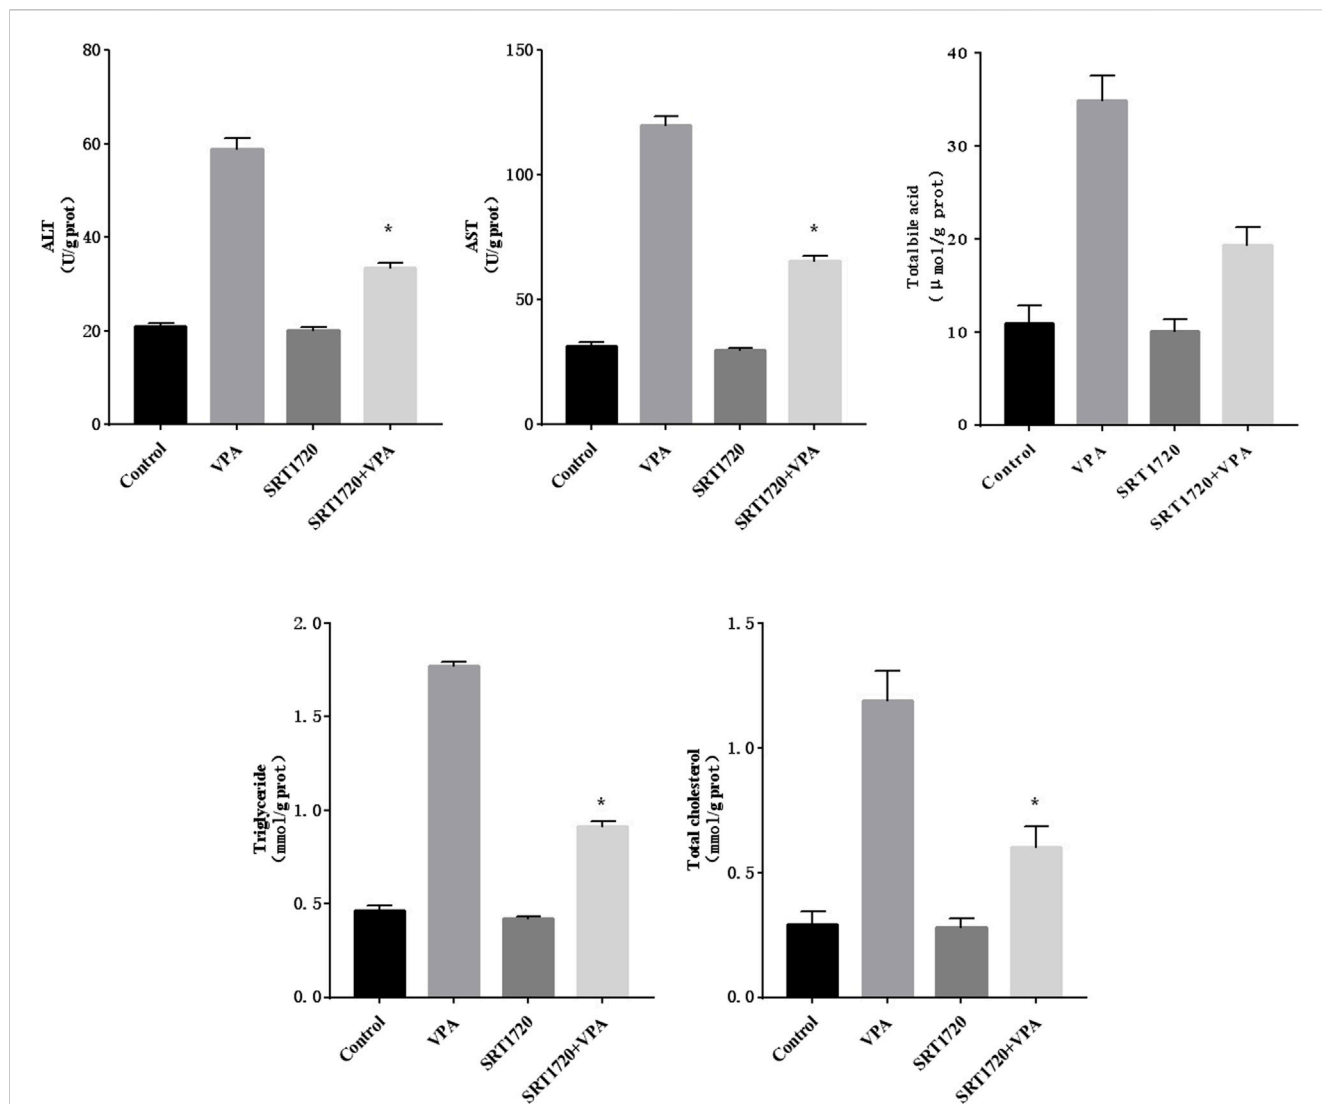 80
60
40
20
0
ALT
(U/g prot)
*
Control
VPA
SRT1720
SRT1720+VPA
150
100
50
0
AST
(U/g prot)
*
Control
VPA
SRT1720
SRT1720+VPA
40
30
20
10
0
Total bile acid
(μmol/g prot)
Control
VPA
SRT1720
SRT1720+VPA
2.0
1.5
1.0
0.5
0.0
Triglyceride
(mmol/g prot)
*
Control
VPA
SRT1720
SRT1720+VPA
1.5
1.0
0.5
0.0
Total cholesterol
(mmol/g prot)
*
Control
VPA
SRT1720
SRT1720+VPA